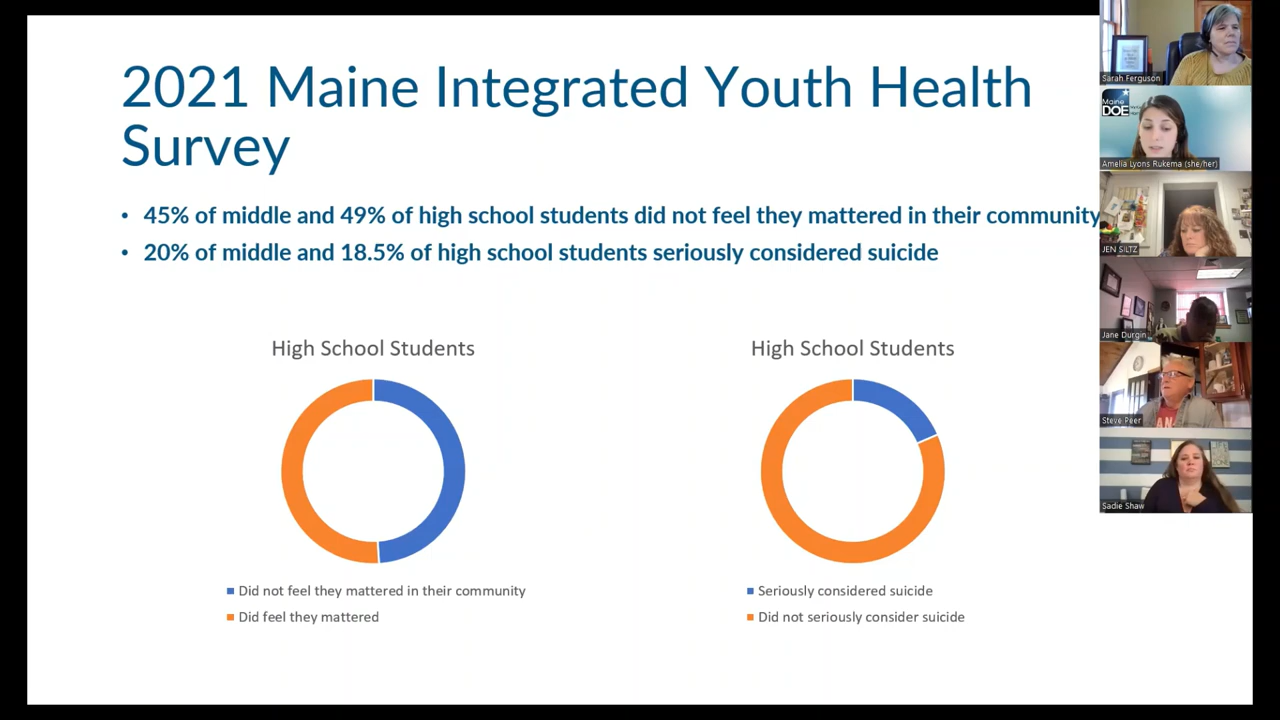 2021 Maine Integrated Youth Health
Survey
• 45% of middle and 49% of high school students did not feel they mattered in their community
• 20% of middle and 18.5% of high school students seriously considered suicide
High School Students
Did not feel they mattered in their community
Did feel they mattered
High School Students
Seriously considered suicide
Did not seriously consider suicide
Sarah Ferguson
Maine
DOE
Amelia Lyons Rukema (she/her)
JEN SILTZ
Jane Durgin
Steve Peer
Sadie Shaw